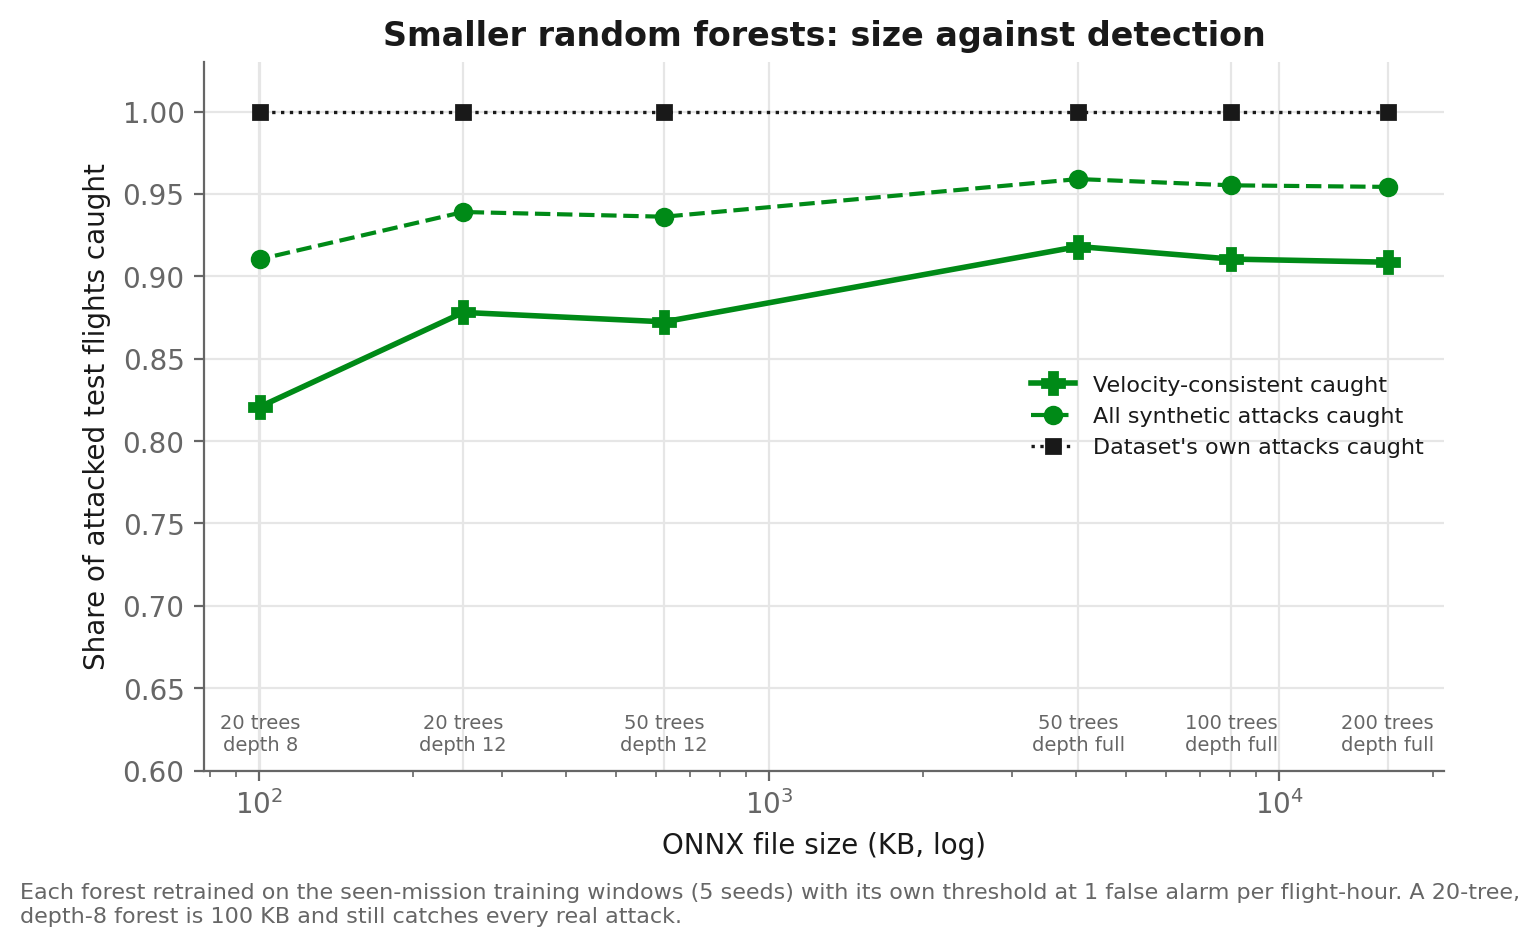 Smaller random forests: size against detection
Share of attacked test flights caught
1.00
0.95
0.90
0.85
0.80
0.75
0.70
0.65
0.60
Velocity-consistent caught
All synthetic attacks caught
Dataset's own attacks caught
20 trees
depth 8
20 trees
depth 12
50 trees
depth 12
50 trees
depth full
100 trees
depth full
200 trees
depth full
10² 10³ 10⁴
ONNX file size (KB, log)
Each forest retrained on the seen-mission training windows (5 seeds) with its own threshold at 1 false alarm per flight-hour. A 20-tree,
depth-8 forest is 100 KB and still catches every real attack.